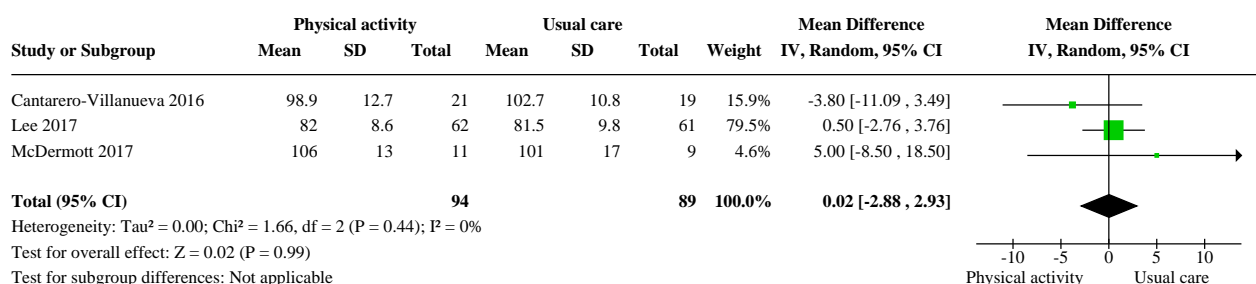 Physical activity Usual care Mean Difference Mean Difference
Study or Subgroup Mean SD Total Mean SD Total Weight IV, Random, 95% CI IV, Random, 95% CI
Cantarero-Villanueva 2016 98.9 12.7 21 102.7 10.8 19 15.9% -3.80 [-11.09 , 3.49]
Lee 2017 82 8.6 62 81.5 9.8 61 79.5% 0.50 [-2.76 , 3.76]
McDermott 2017 106 13 11 101 17 9 4.6% 5.00 [-8.50 , 18.50]
Total (95% CI) 94 89 100.0% 0.02 [-2.88 , 2.93]
Heterogeneity: Tau² = 0.00; Chi² = 1.66, df = 2 (P = 0.44); I² = 0%
Test for overall effect: Z = 0.02 (P = 0.99)
-10 -5 0 5 10
Test for subgroup differences: Not applicable
Physical activity Usual care